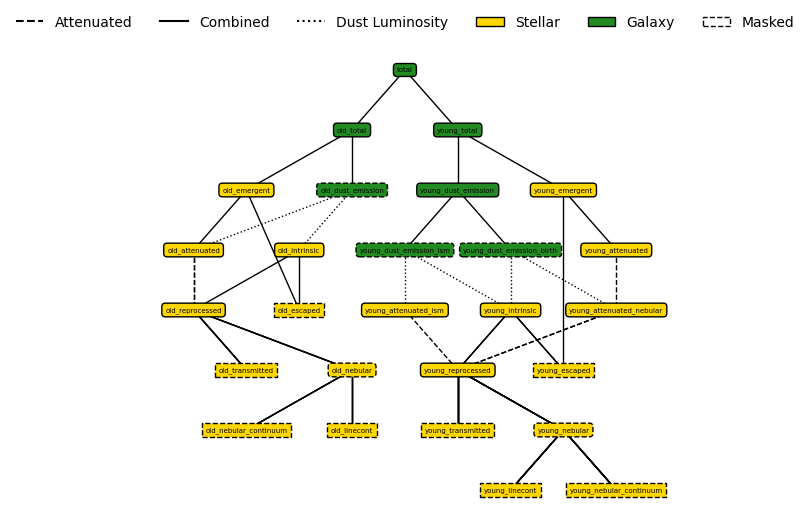 Attenuated Combined Dust Luminosity Stellar Galaxy Masked
total
old_total young_total
old_emergent old_dust_emission young_dust_emission young_emergent
old_attenuated old_intrinsic young_dust_emission_ism young_dust_emission_birth young_attenuated
old_reprocessed old_escaped young_attenuated_ism young_intrinsic young_attenuated_nebular
old_transmitted old_nebular young_reprocessed young_escaped
old_nebular_continuum old_linecont young_transmitted young_nebular
young_linecont young_nebular_continuum